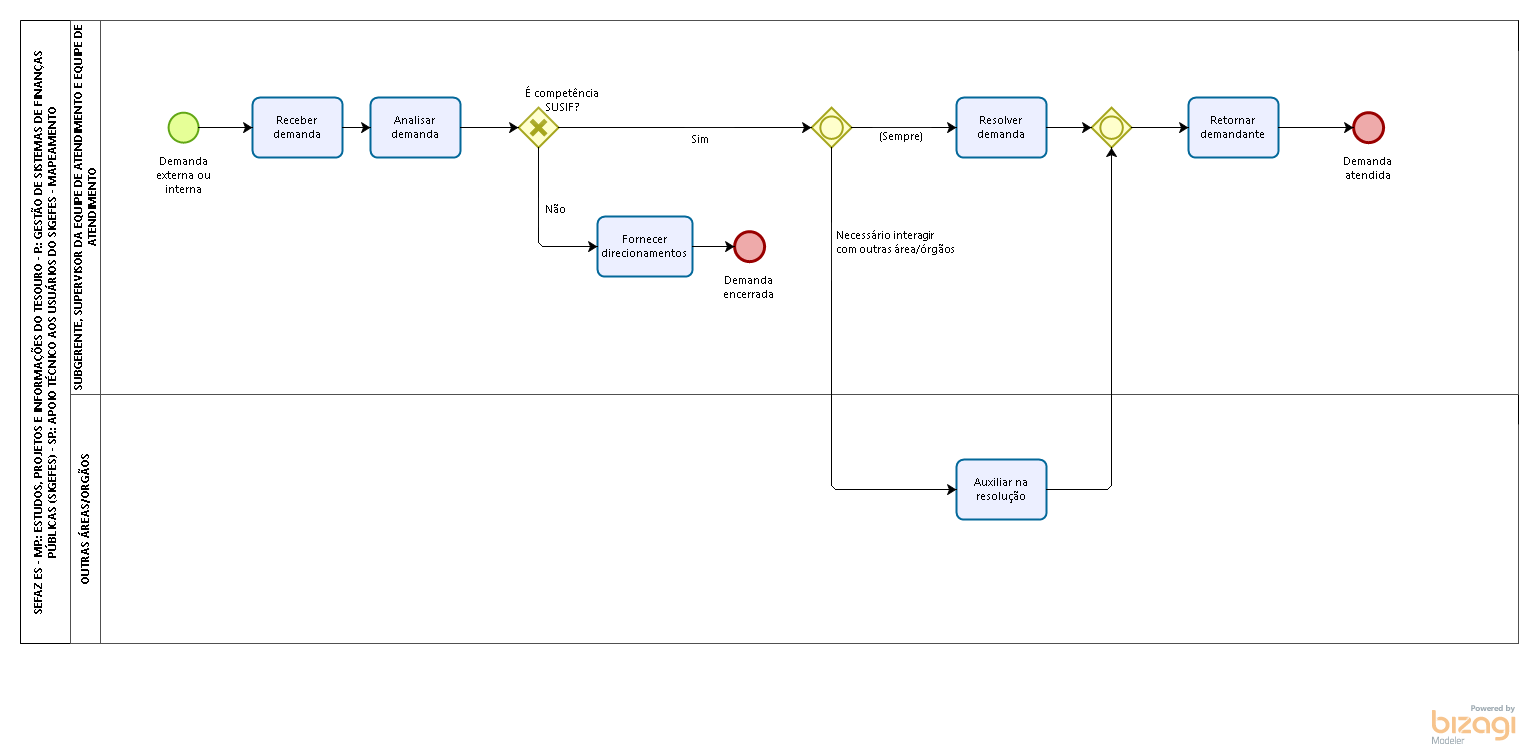 SEFAZ ES - MP.: ESTUDOS, PROJETOS E INFORMAÇÕES DO TESOURO - P.: GESTÃO DE SISTEMAS DE FINANÇAS
PÚBLICAS (SIGEFES) - SP.: APOIO TÉCNICO AOS USUÁRIOS DO SIGEFES - MAPEAMENTO
SUBGERENTE, SUPERVISOR DA EQUIPE DE ATENDIMENTO E EQUIPE DE
ATENDIMENTO
Demanda
externa ou
interna
Receber
demanda
Analisar
demanda
É competência
SUSIF?
Sim
Não
Fornecer
direcionamentos
Demanda
encerrada
(Sempre)
Necessário interagir
com outras área/órgãos
Resolver
demanda
Retornar
demandante
Demanda
atendida
OUTRAS ÁREAS/ORGÃOS
Auxiliar na
resolução
Powered by
bizagi
Modeler